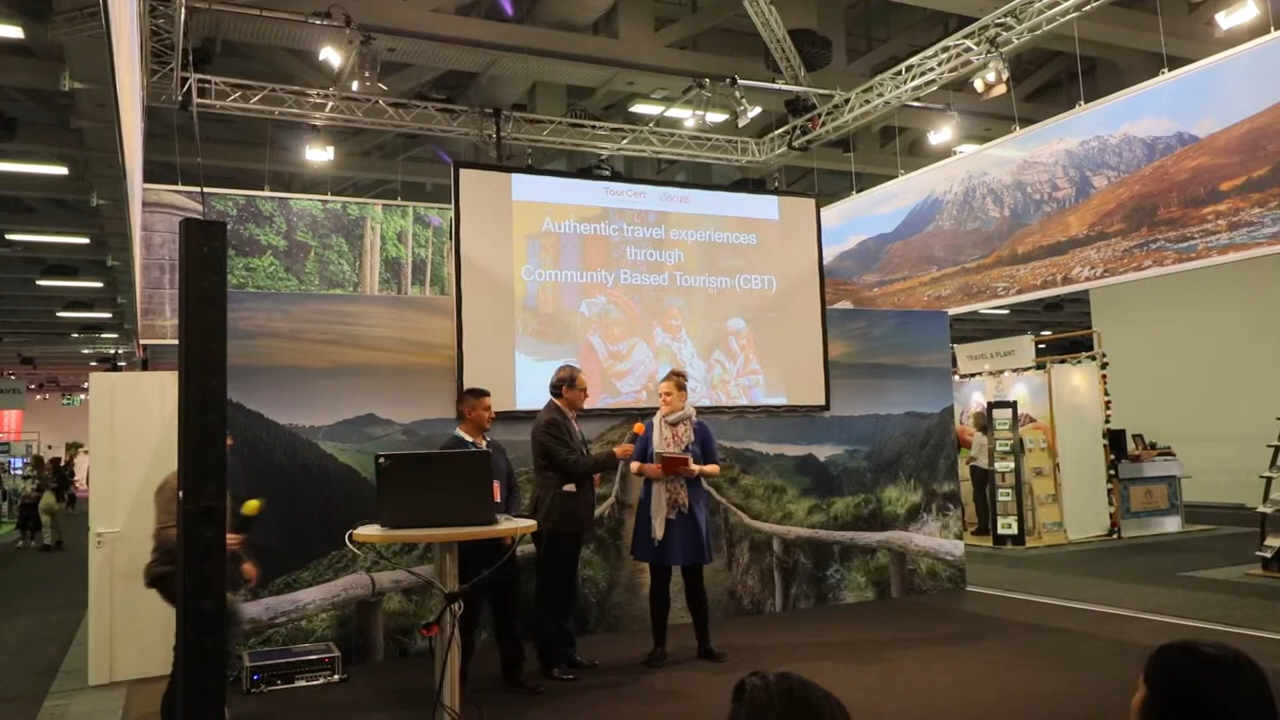 TourCert
Authentic travel experiences
through
Community Based Tourism (CBT)
TRAVEL & PLANT